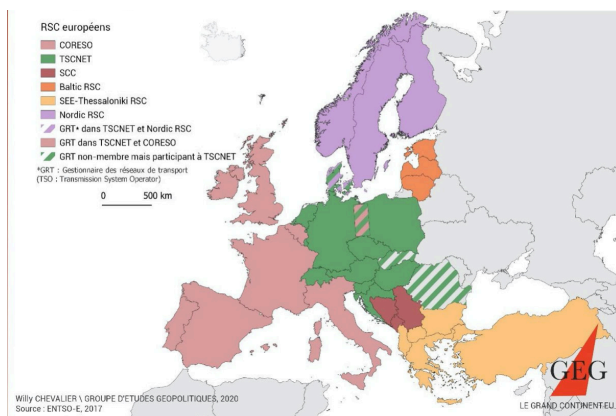 RSC européens
CORESO
TSCNET
SCC
Baltic RSC
SEE-Thessaloniki RSC
Nordic RSC
GRT* dans TSCNET et Nordic RSC
GRT dans TSCNET et CORESO
GRT non-membre mais participant à TSCNET
*GRT : Gestionnaire des réseaux de transport
(TSO : Transmission System Operator)
0 500 km
GEG
Willy CHEVALIER \ GROUPE D'ETUDES GEOPOLITIQUES, 2020
Source : ENTSO-E, 2017
LE GRAND CONTINENT.EU